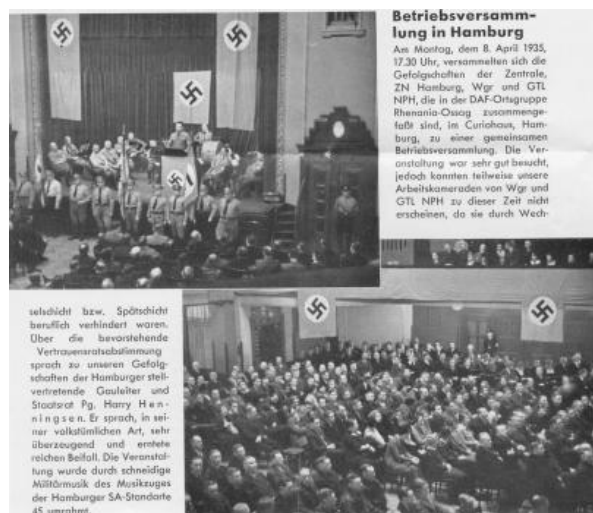 Betriebsversamm-
lung in Hamburg
Am Montag, dem 8. April 1935,
17.30 Uhr, versammelten sich die
Gefolgschaften der Zentrale,
ZN Hamburg, Wgr und GTL
NPH, die in der DAF-Ortsgruppe
Rhenania-Ossag zusammenge-
faßt sind, im Curiohaus, Ham-
burg, zu einer gemeinsamen
Betriebsversammlung. Die Ver-
anstaltung war sehr gut besucht,
jedoch konnten teilweise unsere
Arbeitskameraden von Wgr und
GTL NPH zu dieser Zeit nicht
erscheinen, da sie durch Wech-
selschicht bzw. Spätschicht
beruflich verhindert waren.
Über die bevorstehende
Vertrauensratsabstimmung
sprach zu unseren Gefolg-
schaften der Hamburger stell-
vertretende Gauleiter und
Staatsrat Pg. Harry Hen-
ningsen. Er sprach, in sei-
ner volkstümlichen Art, sehr
überzeugend und erntete
reichen Beifall. Die Veranstal-
tung wurde durch schneidige
Militärmusik des Musikzuges
der Hamburger SA-Standarte
45 umrahmt.